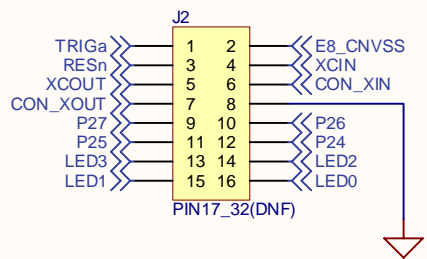 J2
TRIGa 1 2 E8_CNVSS
RESn 3 4 XCIN
XCOUT 5 6 CON_XIN
CON_XOUT 7 8
P27 9 10 P26
P25 11 12 P24
LED3 13 14 LED2
LED1 15 16 LED0
PIN17_32(DNF)